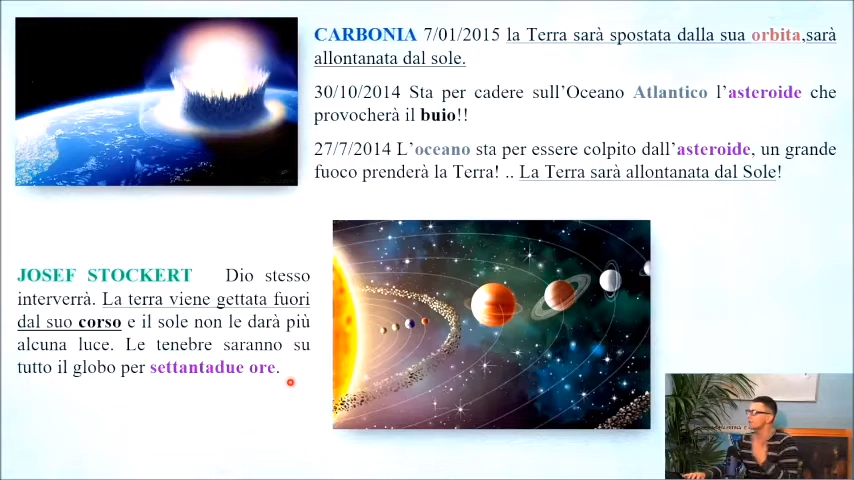 CARBONIA 7/01/2015 la Terra sarà spostata dalla sua orbita,sarà
allontanata dal sole.
30/10/2014 Sta per cadere sull’Oceano Atlantico l’asteroide che
provocherà il buio!!
27/7/2014 L’oceano sta per essere colpito dall’asteroide, un grande
fuoco prenderà la Terra! .. La Terra sarà allontanata dal Sole!
JOSEF STOCKERT Dio stesso
interverrà. La terra viene gettata fuori
dal suo corso e il sole non le darà più
alcuna luce. Le tenebre saranno su
tutto il globo per settantadue ore.